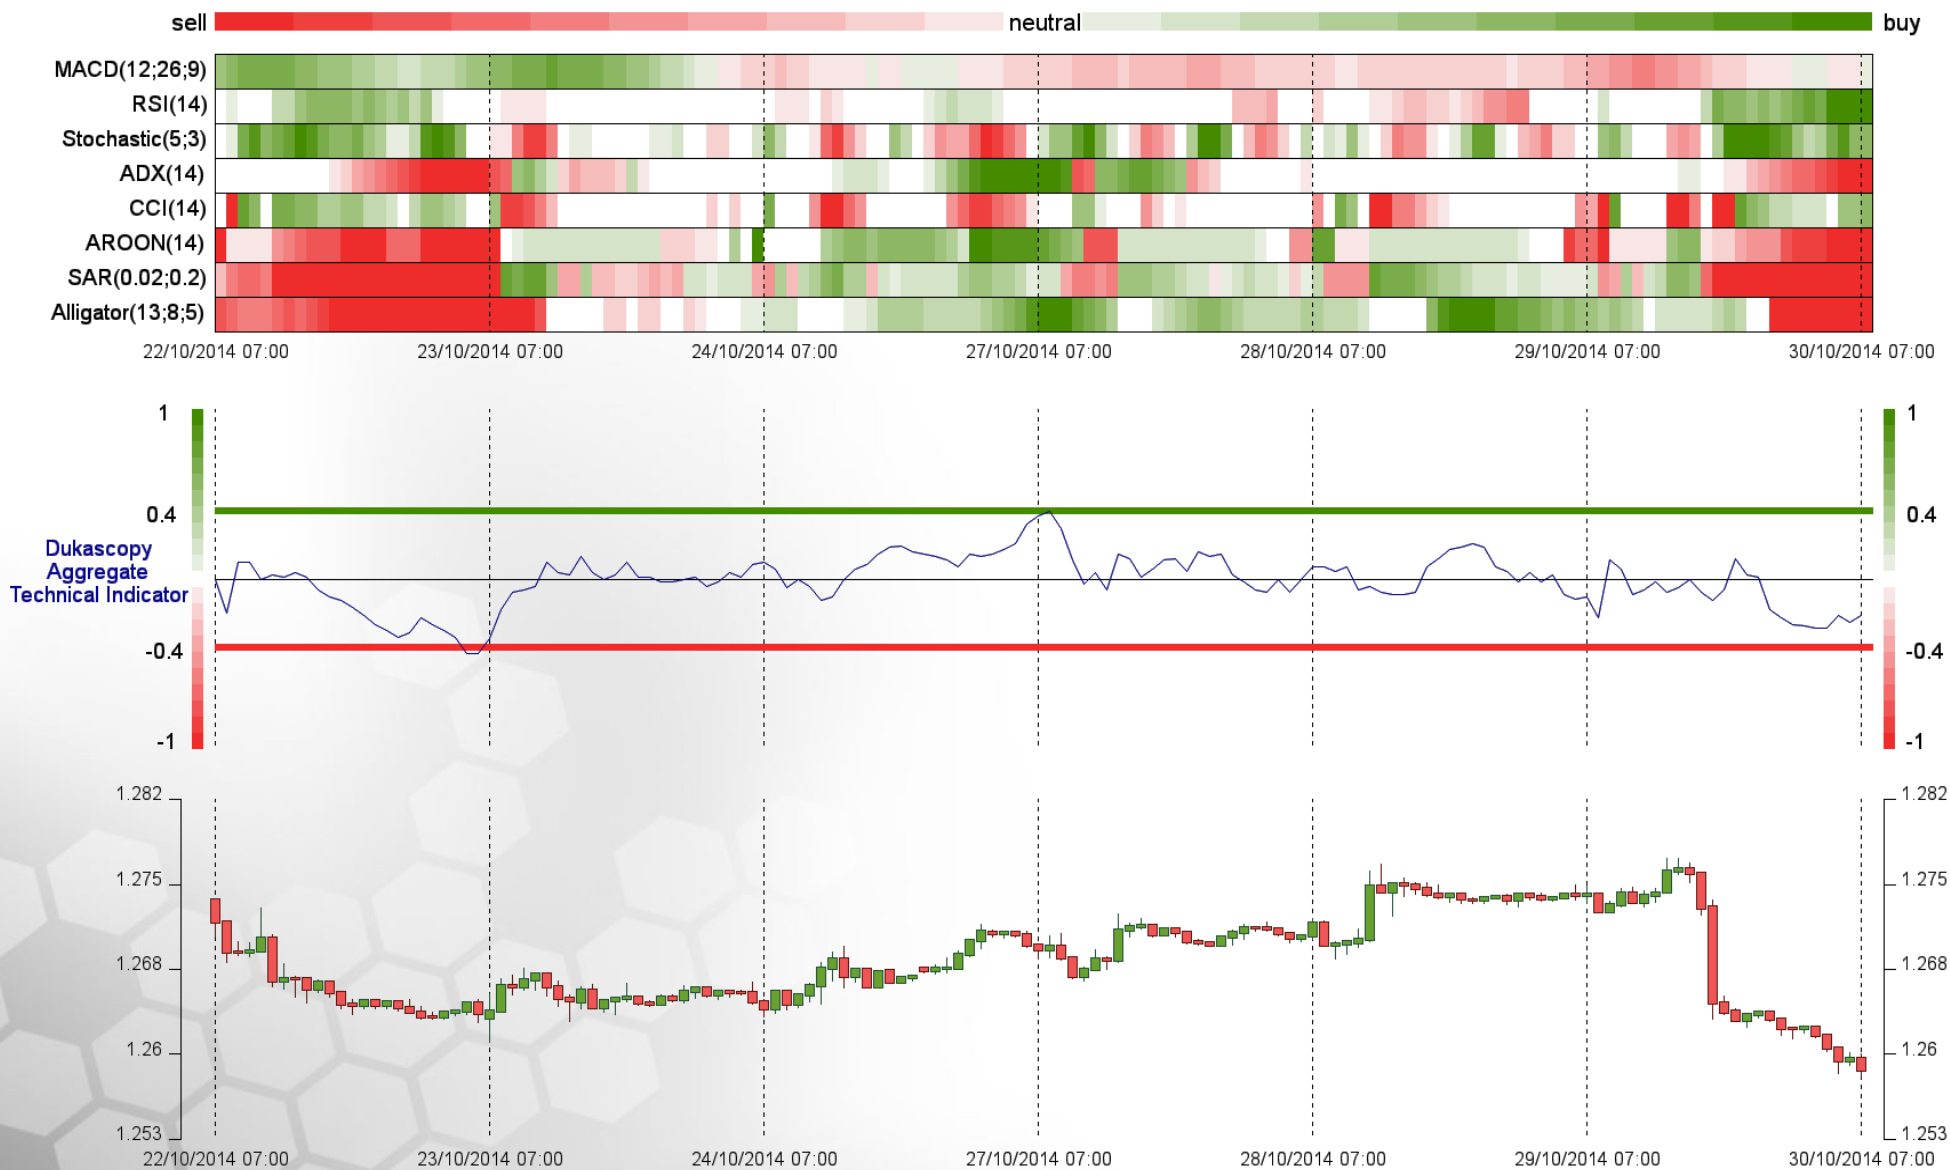 sell neutral buy
MACD(12;26;9)
RSI(14)
Stochastic(5;3)
ADX(14)
CCI(14)
AROON(14)
SAR(0.02;0.2)
Alligator(13;8;5)
22/10/2014 07:00 23/10/2014 07:00 24/10/2014 07:00 27/10/2014 07:00 28/10/2014 07:00 29/10/2014 07:00 30/10/2014 07:00
1 1
0.4 0.4
Dukascopy
Aggregate
Technical Indicator
-0.4 -0.4
-1 -1
1.282 1.282
1.275 1.275
1.268 1.268
1.26 1.26
1.253 1.253
22/10/2014 07:00 23/10/2014 07:00 24/10/2014 07:00 27/10/2014 07:00 28/10/2014 07:00 29/10/2014 07:00 30/10/2014 07:00